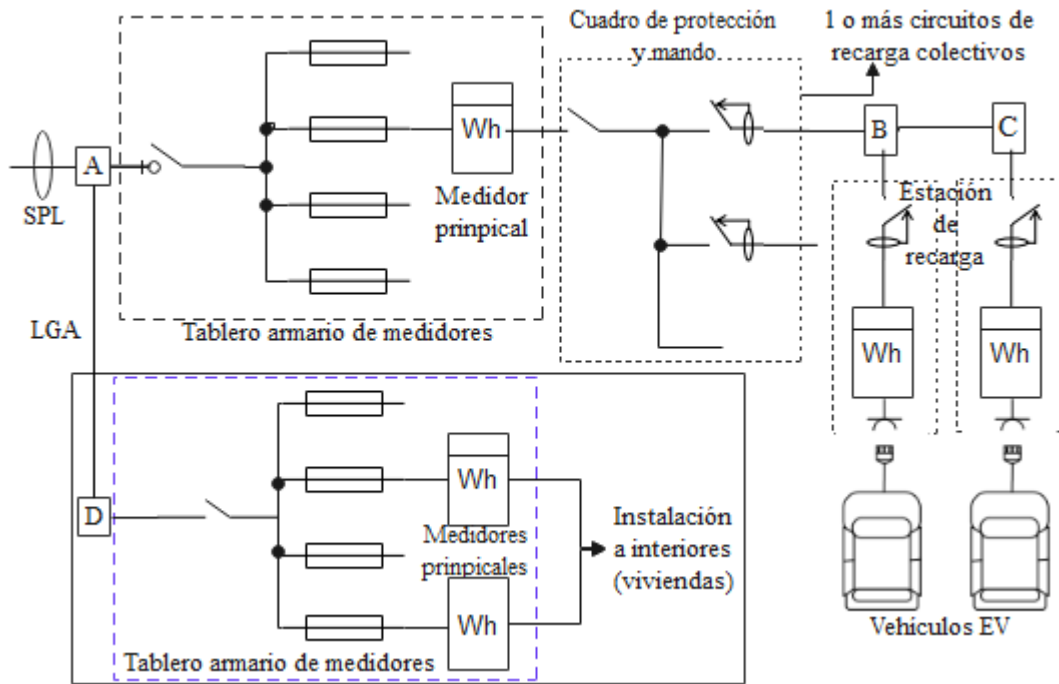 Cuadro de protección
y mando
1 o más circuitos de
recarga colectivos
Wh
A
B
C
SPL
Medidor
prinpical
Estación
de
recarga
Tablero armario de medidores
LGA
Wh
Wh
Wh
D
Medidores
prinpicales
Instalación
a interiores
(viviendas)
Wh
Vehículos EV
Tablero armario de medidores